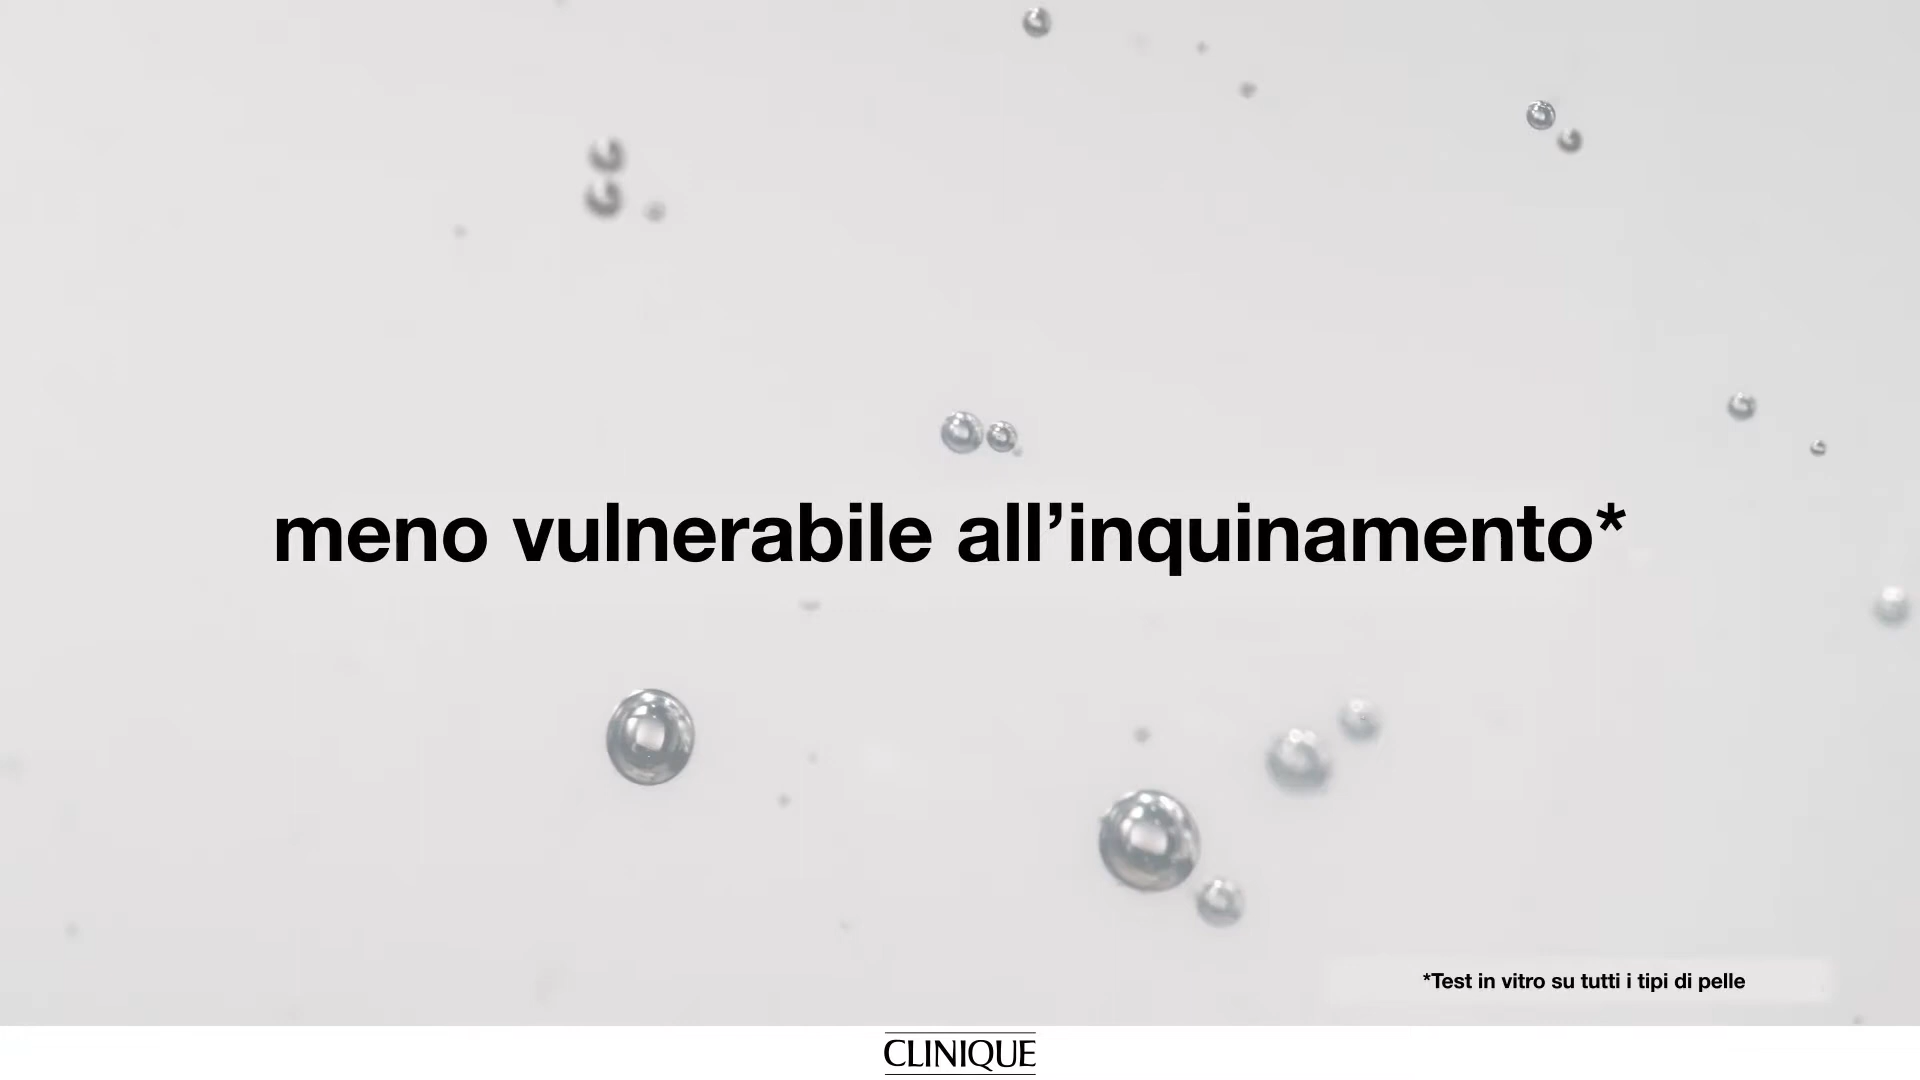 meno vulnerabile all’inquinamento*
*Test in vitro su tutti i tipi di pelle
CLINIQUE